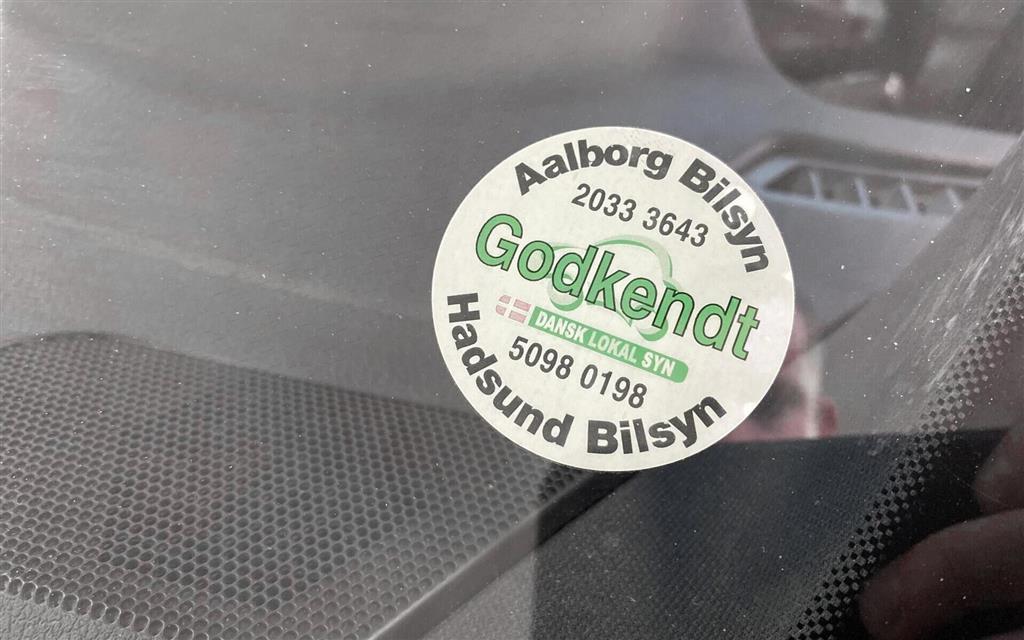 Aalborg Bilsyn
2033 3643
Godkendt
DANSK LOKAL SYN
5098 0198
Hadsund Bilsyn